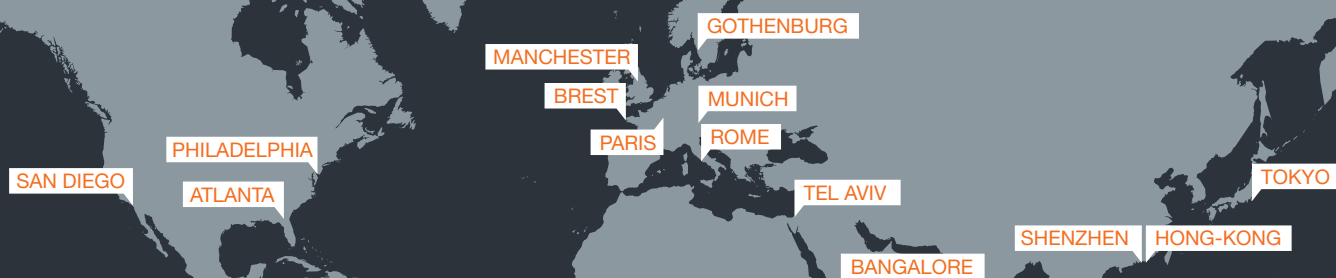 GOTHENBURG
MANCHESTER
BREST
MUNICH
PARIS
ROME
PHILADELPHIA
SAN DIEGO
ATLANTA
TEL AVIV
TOKYO
SHENZHEN
HONG-KONG
BANGALORE